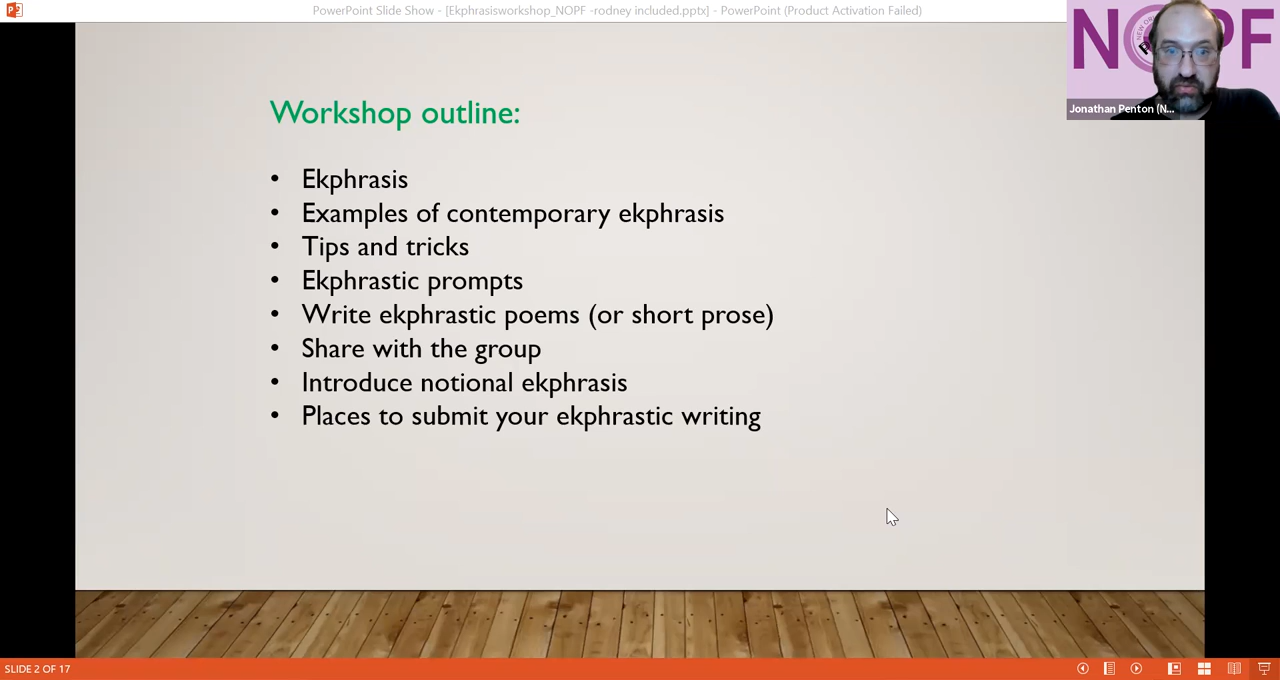 PowerPoint Slide Show - [Ekphrasisworkshop_NOPF -rodney included.pptx] - PowerPoint (Product Activation Failed)
NOPF
Jonathan Penton (N...
Workshop outline:
• Ekphrasis
• Examples of contemporary ekphrasis
• Tips and tricks
• Ekphrastic prompts
• Write ekphrastic poems (or short prose)
• Share with the group
• Introduce notional ekphrasis
• Places to submit your ekphrastic writing
SLIDE 2 OF 17